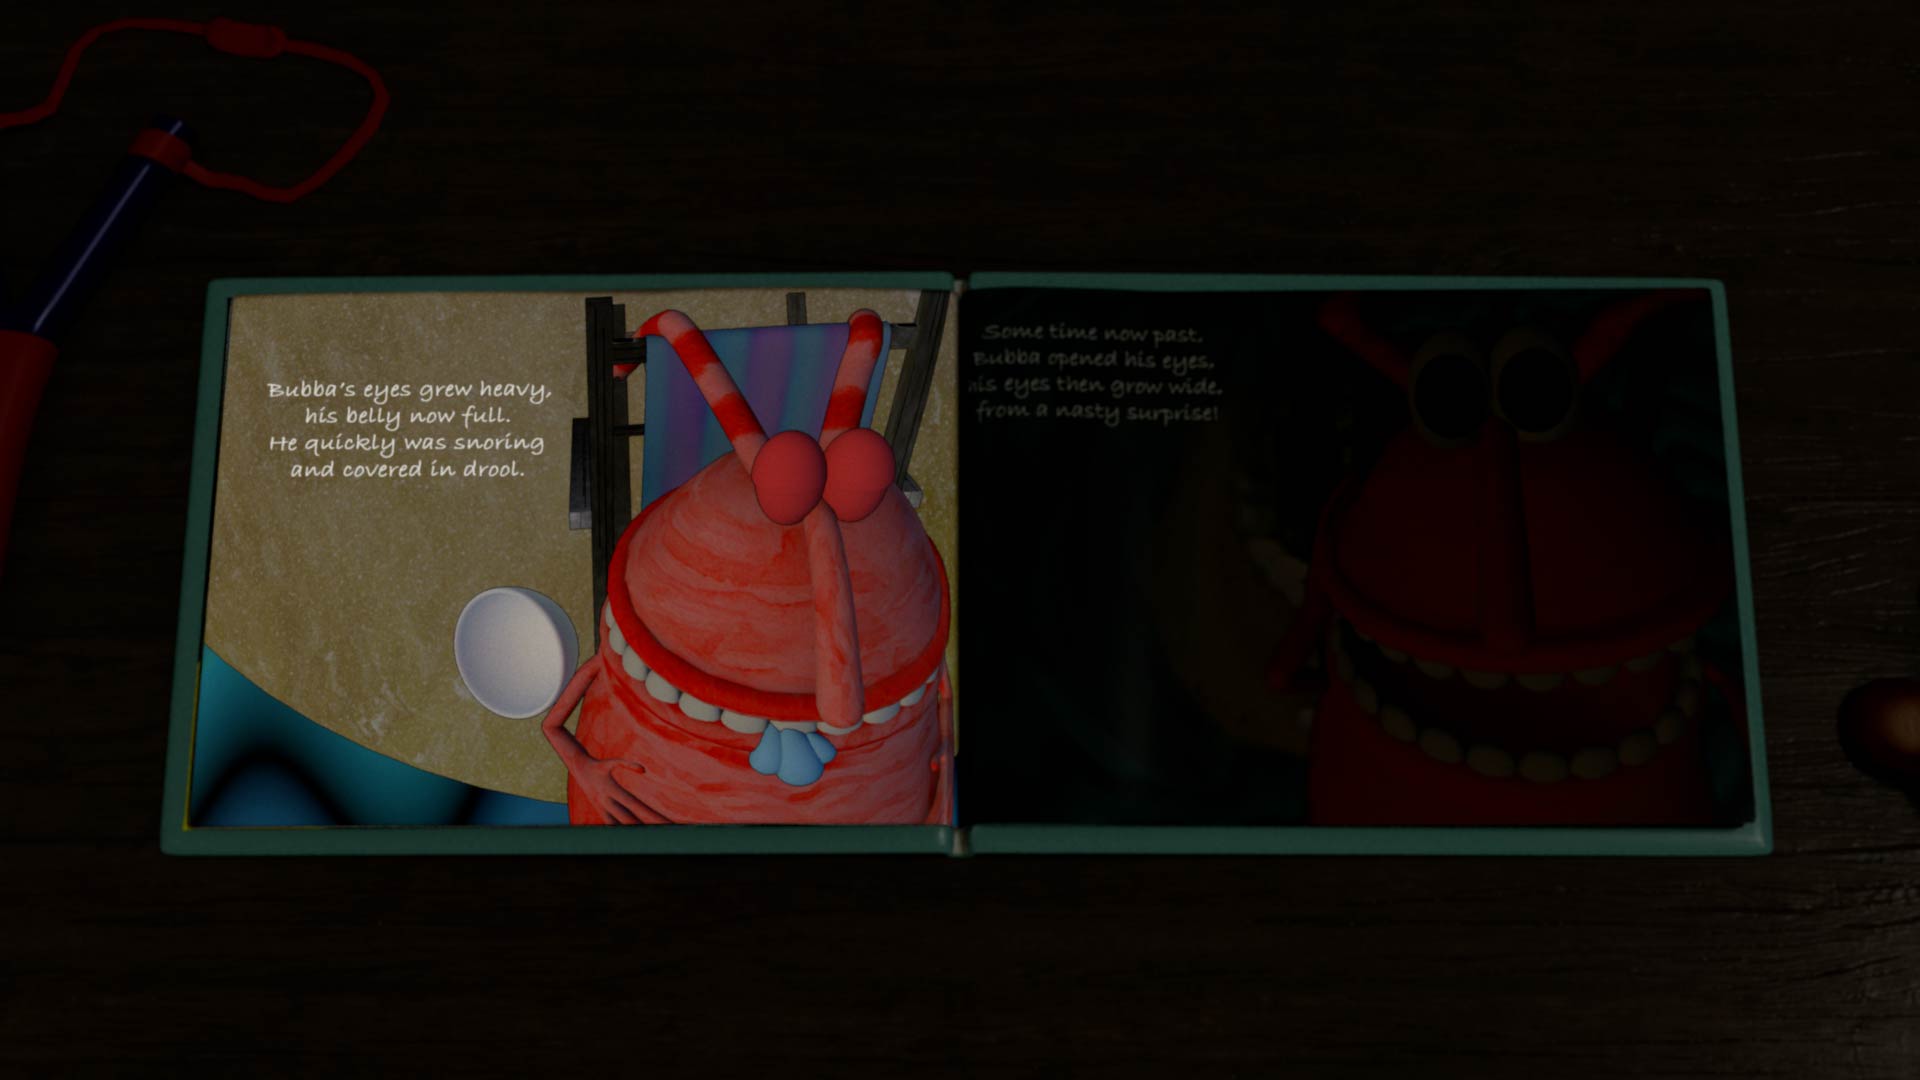 Bubba's eyes grew heavy,
his belly now full.
He quickly was snoring
and covered in drool.
Some time now past,
Bubba opened his eyes,
his eyes then grow wide,
from a nasty surprise!